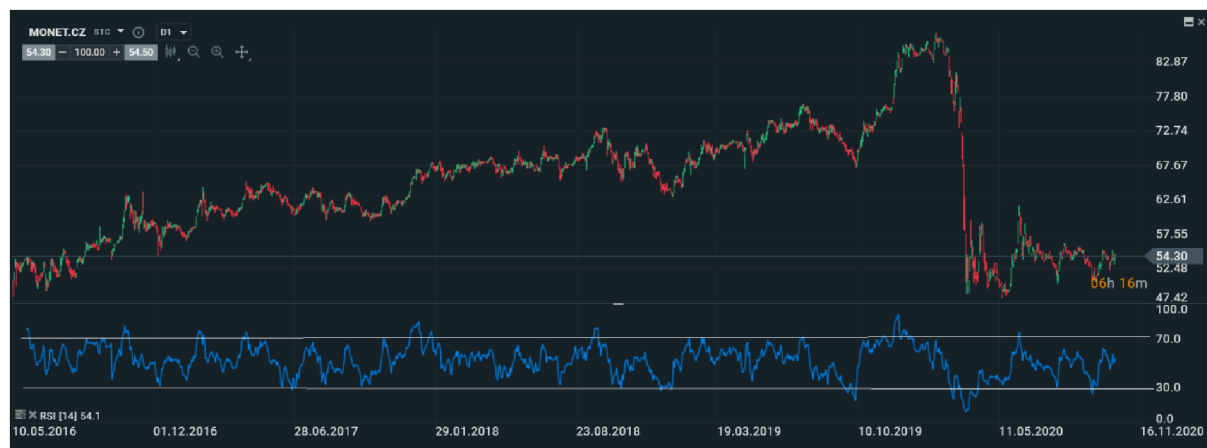 MONET.CZ STC D1
54.30 — 100.00 + 54.50
82.87
77.80
72.74
67.67
62.61
57.55
54.30
52.48
06h 16m
47.42
100.0
70.0
30.0
RSI [14] 54.1
0.0
10.05.2016 01.12.2016 28.06.2017 29.01.2018 23.08.2018 19.03.2019 10.10.2019 11.05.2020 16.11.2020